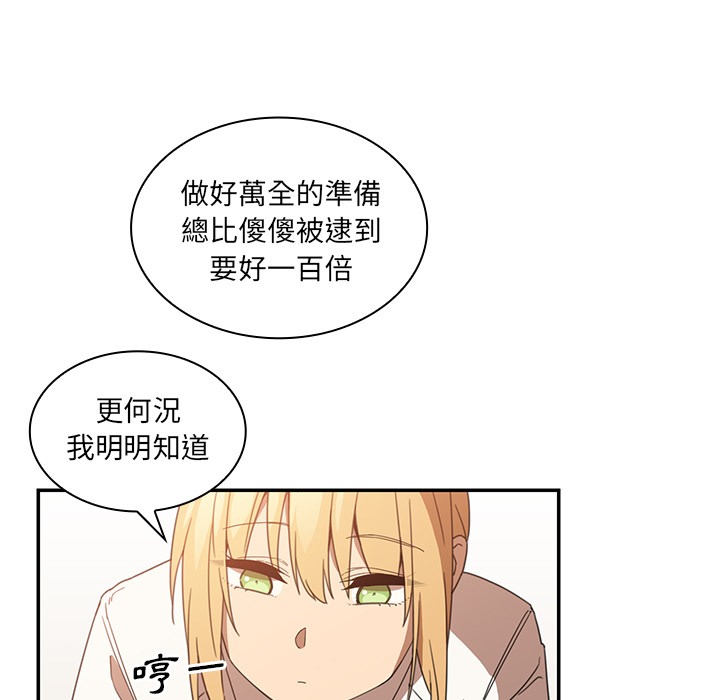 做好萬全的準備
總比傻傻被逮到
要好一百倍
更何況
我明明知道
哼一